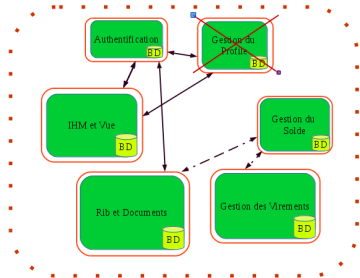 Authentification
BD
Gestion du
Profile
BD
IHM et Vue
BD
Gestion du
Solde
BD
Rib et Documents
BD
Gestion des Virements
BD